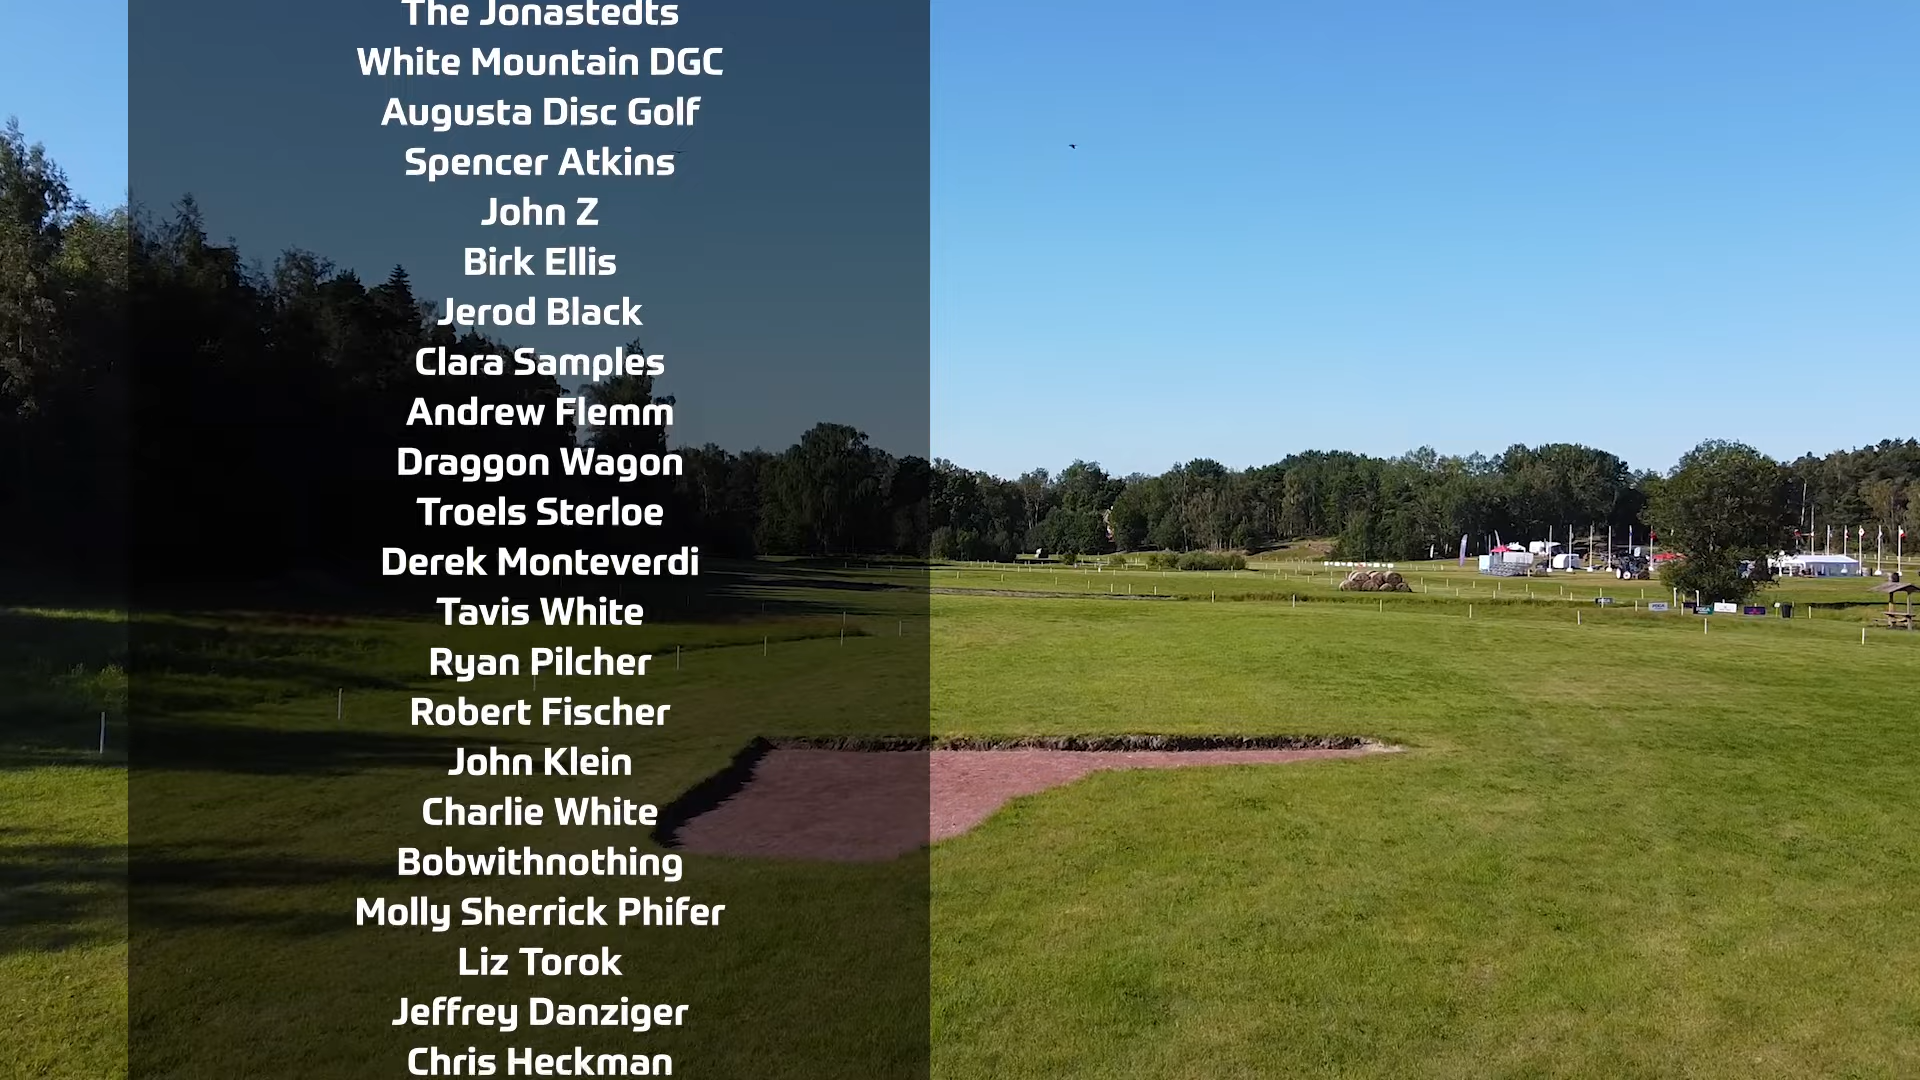 The Jonastedts
White Mountain DGC
Augusta Disc Golf
Spencer Atkins
John Z
Birk Ellis
Jerod Black
Clara Samples
Andrew Flemm
Draggon Wagon
Troels Sterloe
Derek Monteverdi
Tavis White
Ryan Pilcher
Robert Fischer
John Klein
Charlie White
Bobwithnothing
Molly Sherrick Phifer
Liz Torok
Jeffrey Danziger
Chris Heckman